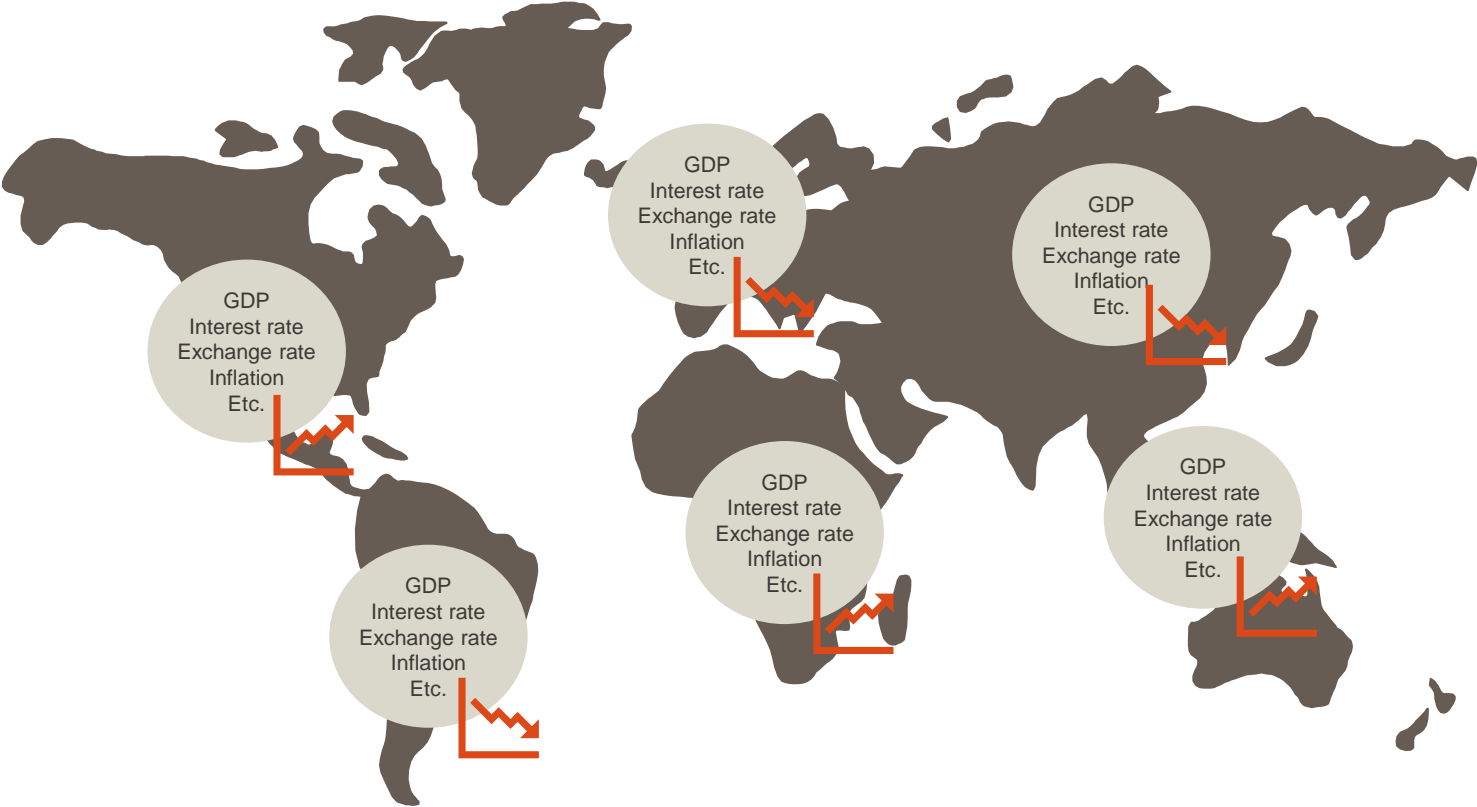 GDP
Interest rate
Exchange rate
Inflation
Etc.
GDP
Interest rate
Exchange rate
Inflation
Etc.
GDP
Interest rate
Exchange rate
Inflation
Etc.
GDP
Interest rate
Exchange rate
Inflation
Etc.
GDP
Interest rate
Exchange rate
Inflation
Etc.
GDP
Interest rate
Exchange rate
Inflation
Etc.